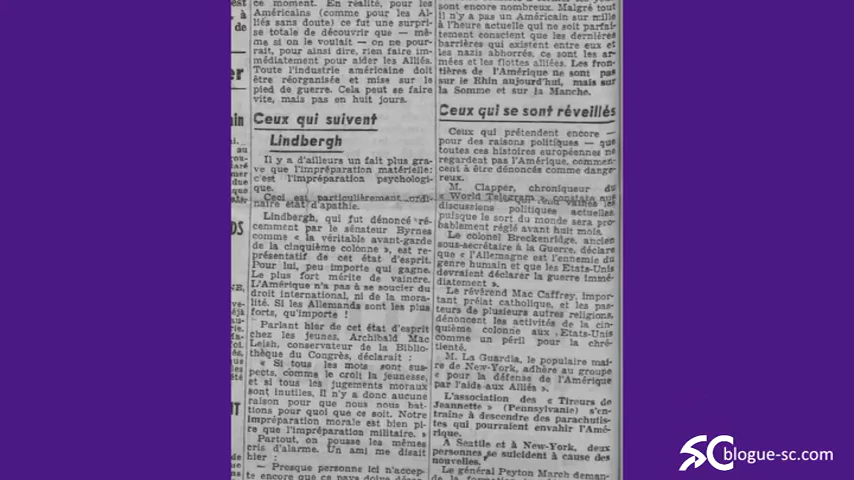 ce moment. En réalité, pour les
Américains (comme pour les Al-
liés sans doute) ce fut une surpri-
se totale de découvrir que — mê-
me si on le voulait — on ne pour-
rait, pour ainsi dire, rien faire im-
médiatement pour aider les Alliés.
Toute l'industrie américaine doit
être réorganisée et mise sur le
pied de guerre. Cela peut se faire
vite, mais pas en huit jours.
Ceux qui suivent
Lindbergh
Il y a d'ailleurs un fait plus gra-
ve que l'impréparation matérielle:
c'est l'impréparation psychologi-
que.
Ceci est particulièrement
naire état d'apathie.
Lindbergh, qui fut dénoncé ré-
cemment par le sénateur Byrnes
comme « la véritable avant-garde
de la cinquième colonne », est re-
présentatif de cet état d'esprit.
Pour lui, peu importe qui gagne.
Le plus fort mérite de vaincre.
L'Amérique n'a pas à se soucier du
droit international, ni de la mora-
lité. Si les Allemands sont les plus
forts, qu'importe !
Parlant hier de cet état d'esprit
chez les jeunes, Archibald Mac
Leish, conservateur de la Biblio-
thèque du Congrès, déclarait :
« Si tous les mots sont sus-
pects, comme le croit la jeunesse,
et si tous les jugements moraux
sont inutiles, il n'y a donc aucune
raison pour que nous nous bat-
tions pour quoi que ce soit. Notre
impréparation morale est bien pi-
re que l'impréparation militaire. »
Partout, on pousse les mêmes
cris d'alarme. Un ami me disait
hier :
— Presque personne ici n'accep-
te encore que ce pays doive
sont encore nombreux. Malgré tout
il n'y a pas un Américain sur mille
à l'heure actuelle qui ne soit parfai-
tement conscient que les dernières
barrières qui existent entre eux et
les nazis abhorrés, ce sont les ar-
mées et les flottes alliées. Les fron-
tières de l'Amérique ne sont pas
sur le Rhin aujourd'hui, mais sur
la Somme et sur la Manche.
Ceux qui se sont réveillés
Ceux qui prétendent encore —
pour des raisons politiques — que
toutes ces histoires européennes ne
regardent pas l'Amérique, commen-
cent à être dénoncés comme dange-
reux.
M. Clapper, chroniqueur du
« World Telegram », constate que
discussions politiques actuelles
puisque le sort du monde sera pro-
bablement réglé avant huit mois.
Le colonel Breckenridge, ancien
sous-secrétaire à la Guerre, déclare
que « l'Allemagne est l'ennemie du
genre humain et que les Etats-Unis
devraient déclarer la guerre immé-
diatement ».
Le révérend Mac Caffrey, impor-
tant prélat catholique, et les pas-
teurs de plusieurs autres religions,
dénoncent les activités de la cin-
quième colonne aux Etats-Unis
comme un péril pour la chré-
tienté.
M. La Guardia, le populaire mai-
re de New-York, adhère au groupe
« pour la défense de l'Amérique
par l'aide aux Alliés ».
L'association des « Tireurs de
Jeannette » (Pennsylvanie) s'en-
traîne à descendre des parachutis-
tes qui pourraient envahir l'Amé-
rique.
A Seattle et à New-York, deux
personnes se suicident à cause des
nouvelles.
Le général Peyton March deman-
SC blogue-sc.com